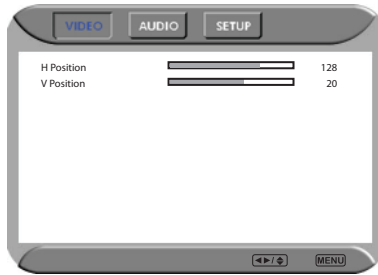 VIDEO AUDIO SETUP
H Position 128
V Position 20
◄►/ MENU